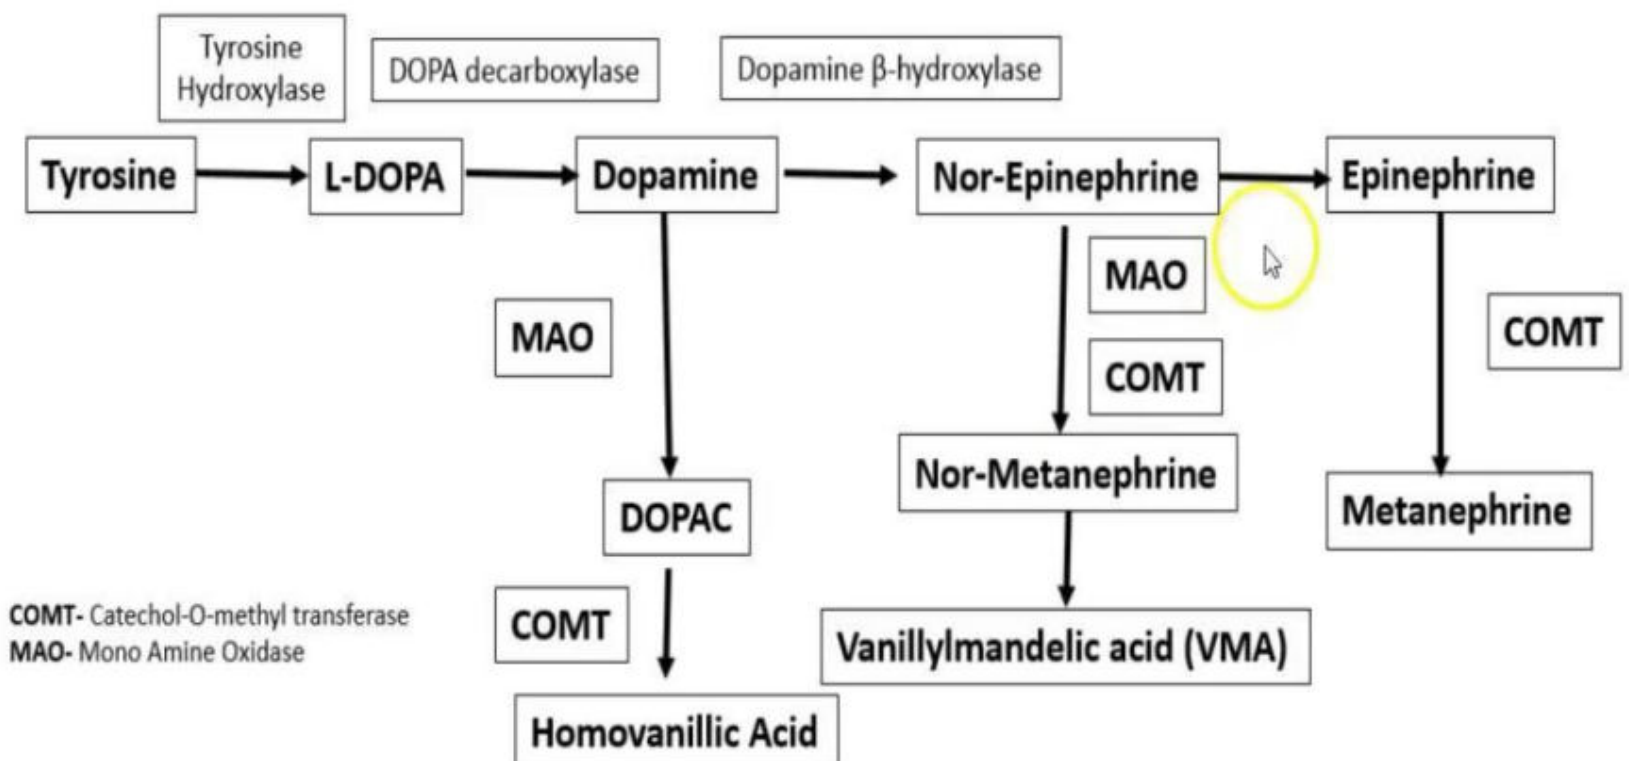 Tyrosine
Hydroxylase
DOPA decarboxylase
Dopamine β-hydroxylase
Tyrosine
L-DOPA
Dopamine
Nor-Epinephrine
Epinephrine
MAO
MAO
COMT
COMT
Nor-Metanephrine
Metanephrine
DOPAC
COMT- Catechol-O-methyl transferase
MAO- Mono Amine Oxidase
COMT
Vanillylmandelic acid (VMA)
Homovanillic Acid